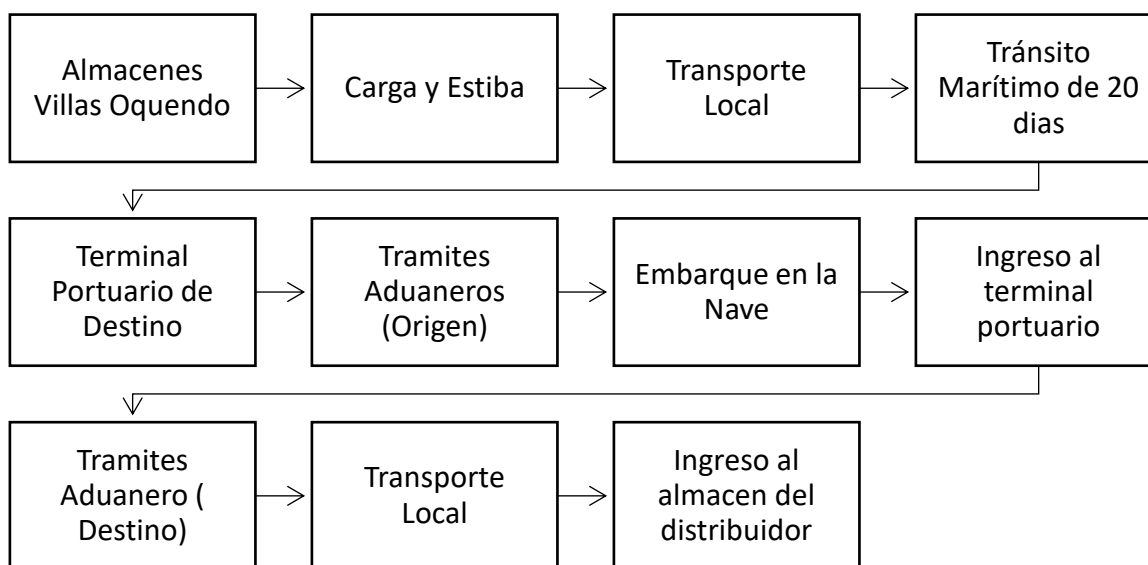 Almacenes
Villas Oquendo
Carga y Estiba
Transporte
Local
Tránsito
Marítimo de 20
dias
Terminal
Portuario de
Destino
Tramites
Aduaneros
(Origen)
Embarque en la
Nave
Ingreso al
terminal
portuario
Tramites
Aduanero (
Destino)
Transporte
Local
Ingreso al
almacen del
distribuidor